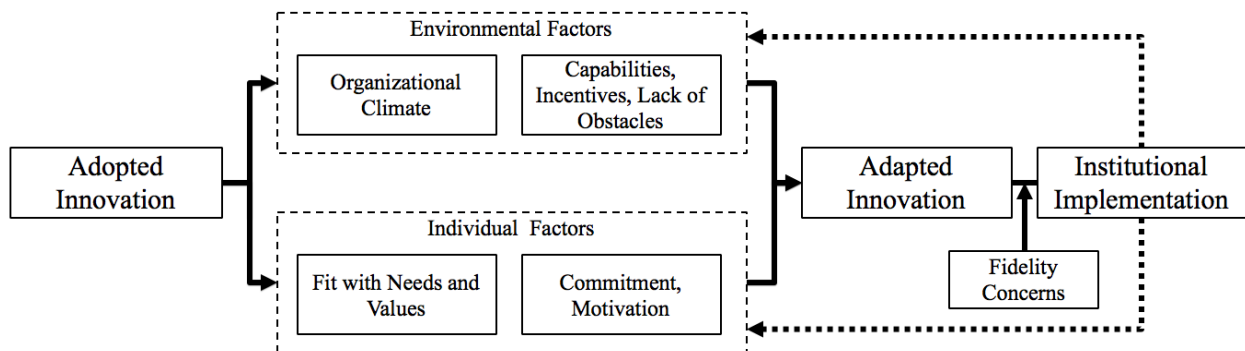 Environmental Factors
Organizational
Climate
Capabilities,
Incentives, Lack of
Obstacles
Adopted
Innovation
Adapted
Innovation
Institutional
Implementation
Individual Factors
Fit with Needs and
Values
Commitment,
Motivation
Fidelity
Concerns